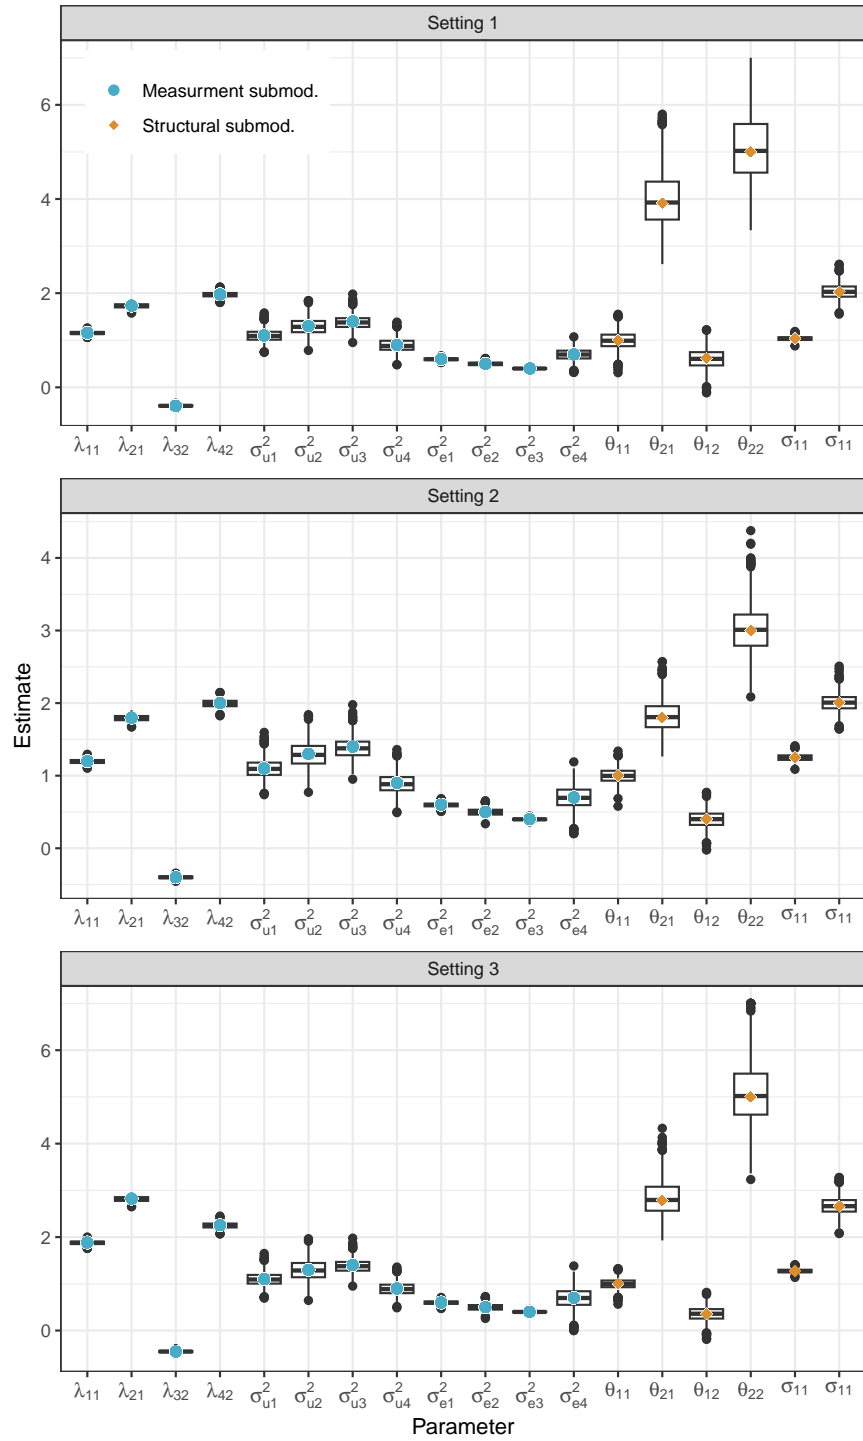 Setting 1
Measurment submod.
Structural submod.
6
4
2
0
λ₁₁ λ₂₁ λ₃₂ λ₄₂ σ²ᵤ₁ σ²ᵤ₂ σ²ᵤ₃ σ²ᵤ₄ σ²ₑ₁ σ²ₑ₂ σ²ₑ₃ σ²ₑ₄ θ₁₁ θ₂₁ θ₁₂ θ₂₂ σ₁₁ σ₁₁
Setting 2
Estimate
4
3
2
1
0
λ₁₁ λ₂₁ λ₃₂ λ₄₂ σ²ᵤ₁ σ²ᵤ₂ σ²ᵤ₃ σ²ᵤ₄ σ²ₑ₁ σ²ₑ₂ σ²ₑ₃ σ²ₑ₄ θ₁₁ θ₂₁ θ₁₂ θ₂₂ σ₁₁ σ₁₁
Setting 3
6
4
2
0
λ₁₁ λ₂₁ λ₃₂ λ₄₂ σ²ᵤ₁ σ²ᵤ₂ σ²ᵤ₃ σ²ᵤ₄ σ²ₑ₁ σ²ₑ₂ σ²ₑ₃ σ²ₑ₄ θ₁₁ θ₂₁ θ₁₂ θ₂₂ σ₁₁ σ₁₁
Parameter